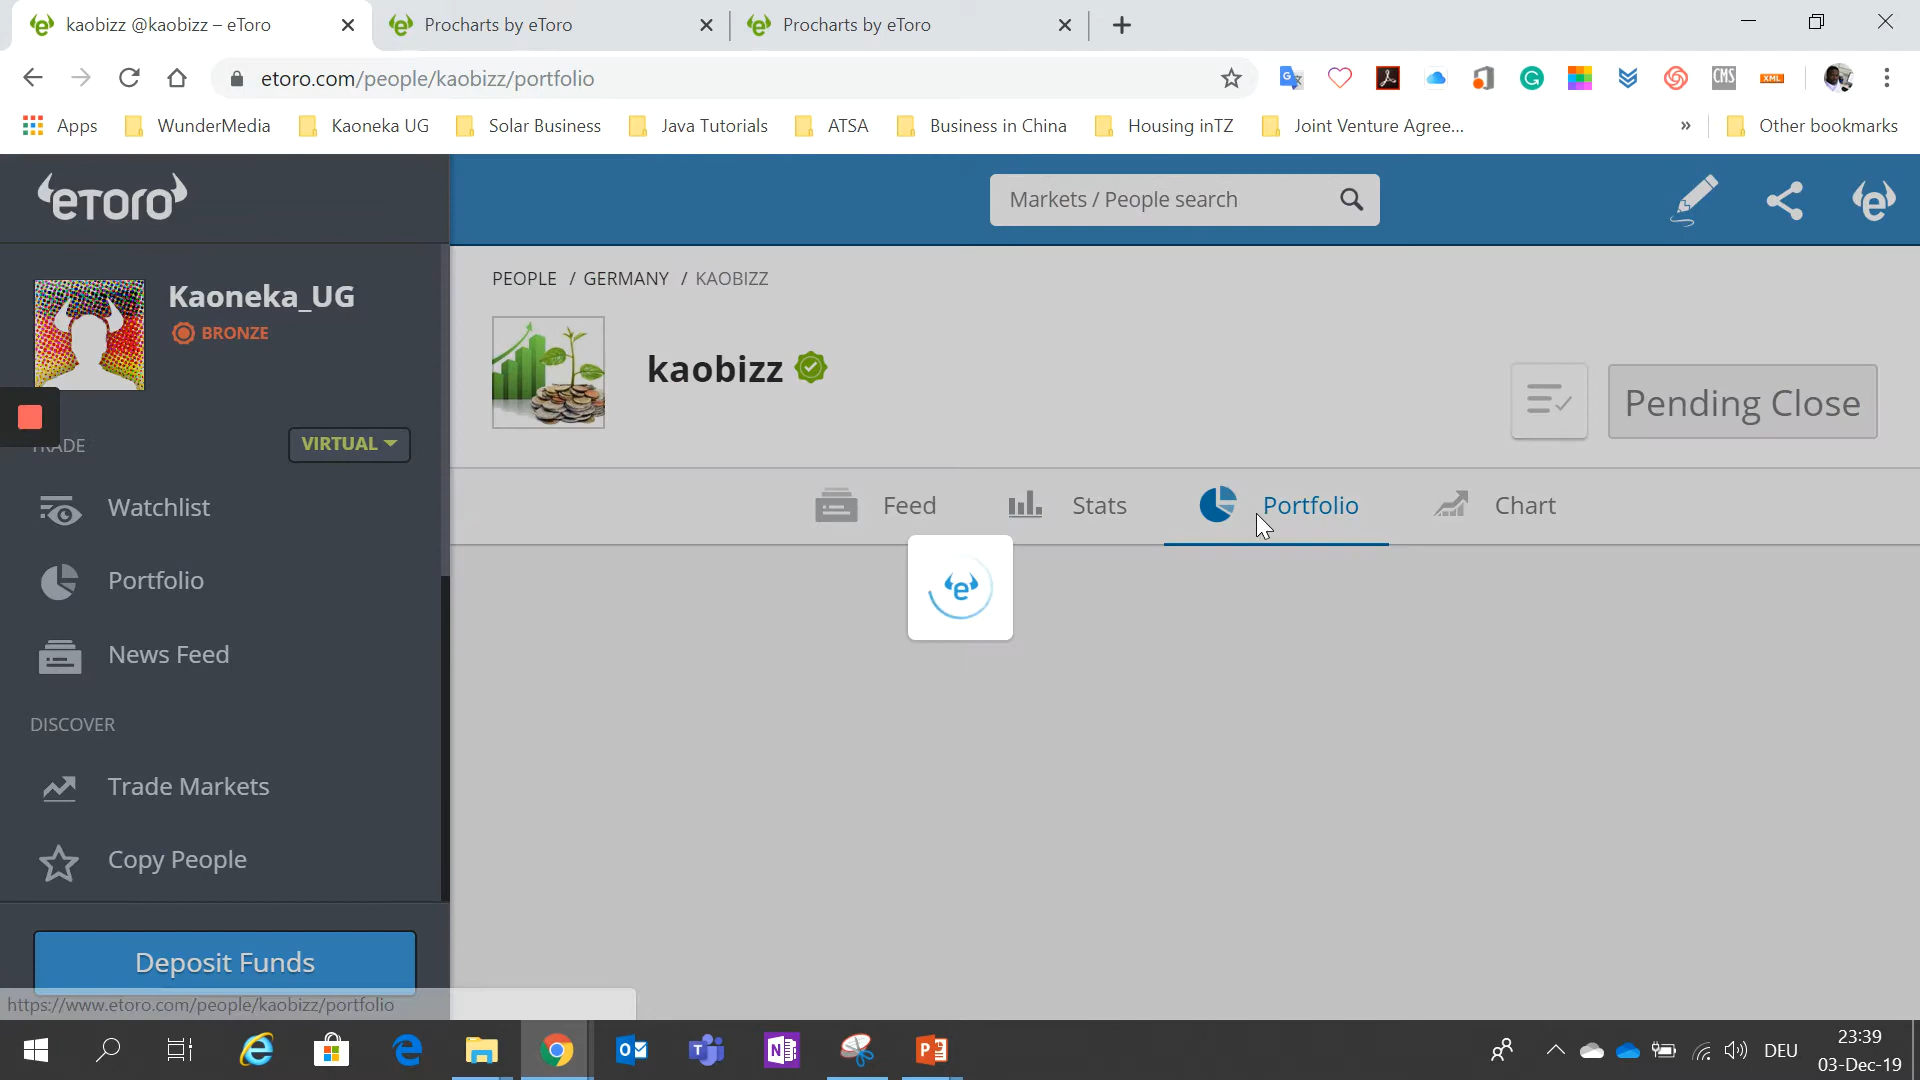 kaobizz @kaobizz – eToro
Procharts by eToro
Procharts by eToro
etoro.com/people/kaobizz/portfolio
CMS
XML
Apps
WunderMedia
Kaoneka UG
Solar Business
Java Tutorials
ATSA
Business in China
Housing inTZ
Joint Venture Agree...
»
Other bookmarks
eTORO
Markets / People search
Kaoneka_UG
BRONZE
PEOPLE / GERMANY / KAOBIZZ
kaobizz
Pending Close
TRADE
VIRTUAL
Feed
Stats
Portfolio
Chart
Watchlist
Portfolio
News Feed
DISCOVER
Trade Markets
Copy People
Deposit Funds
https://www.etoro.com/people/kaobizz/portfolio
DEU
23:39
03-Dec-19